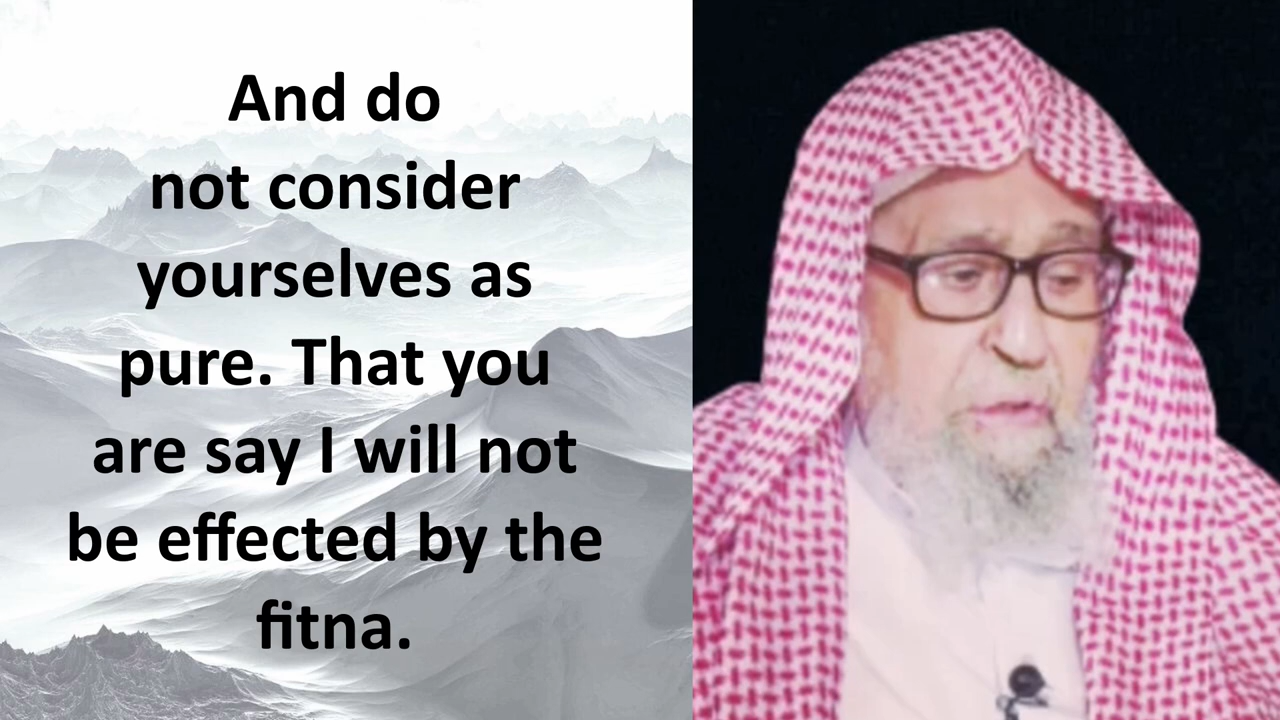 And do
not consider
yourselves as
pure. That you
are say I will not
be effected by the
fitna.